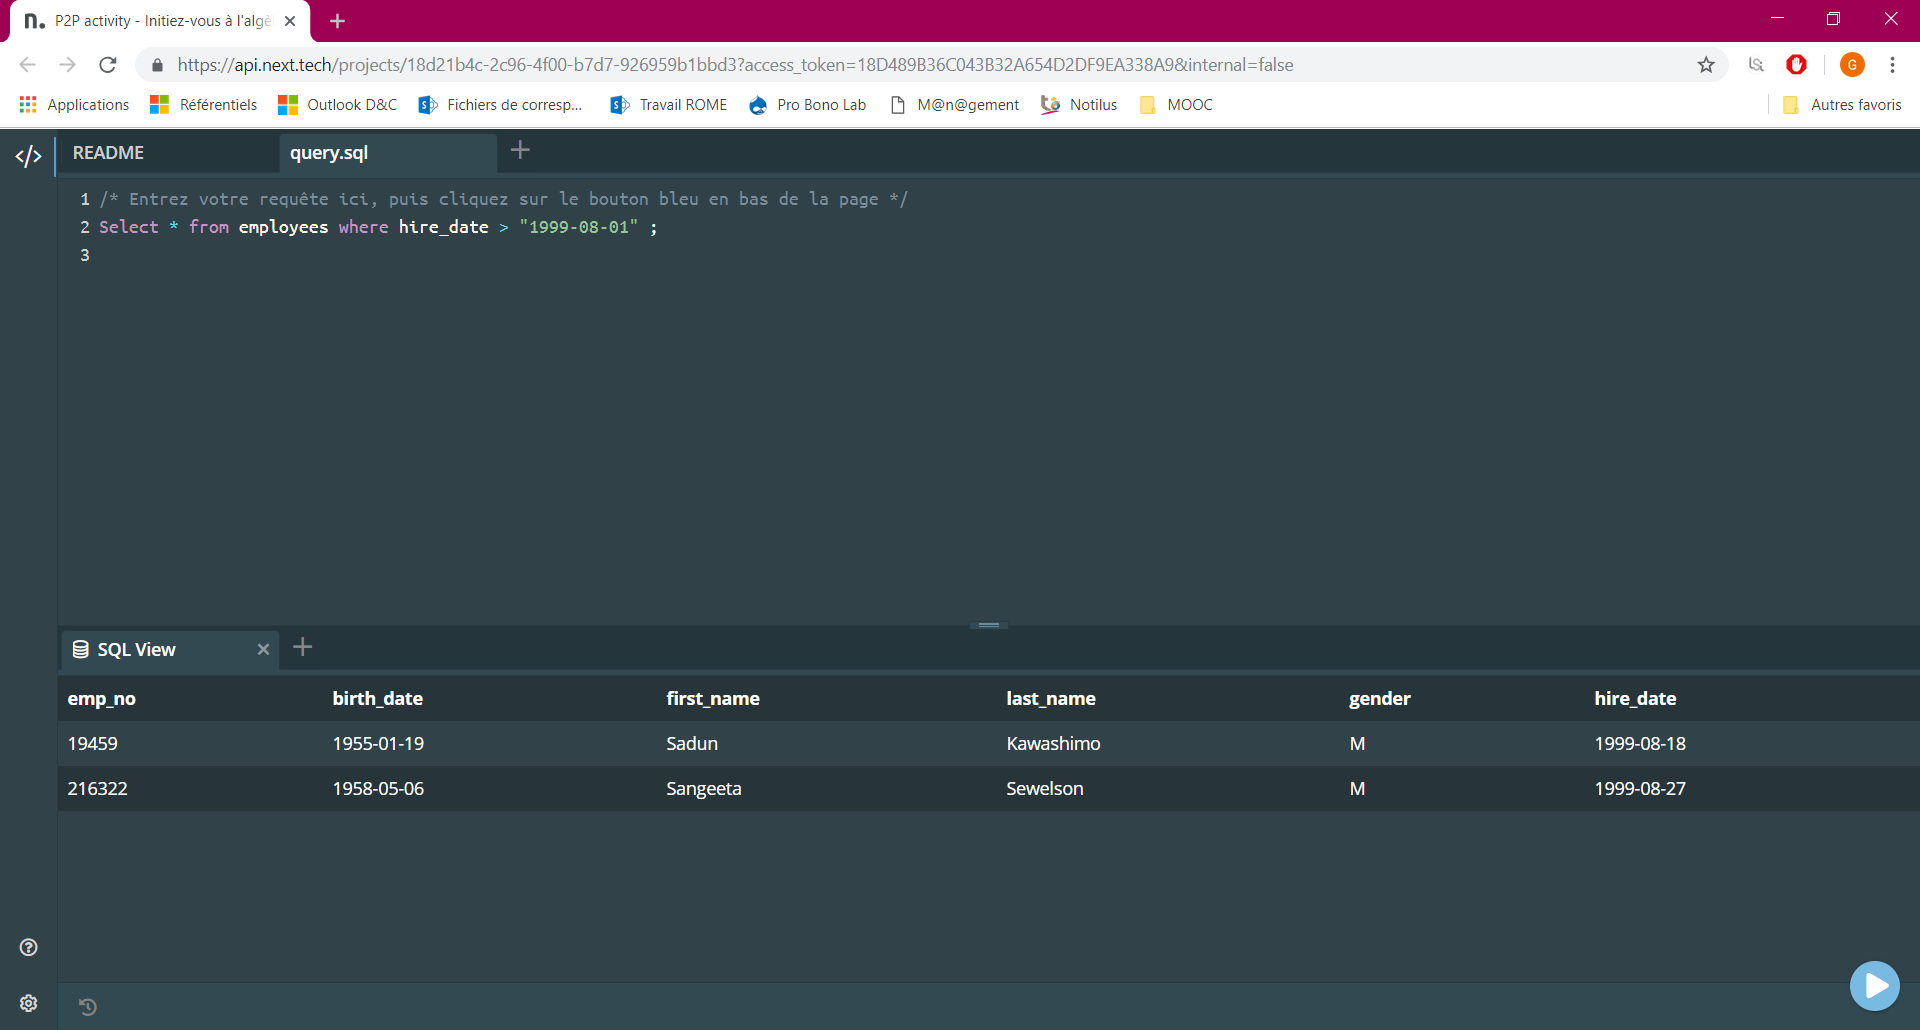 n. P2P activity - Initiez-vous à l'algè
https://api.next.tech/projects/18d21b4c-2c96-4f00-b7d7-926959b1bbd3?access_token=18D489B36C043B32A654D2DF9EA338A9&internal=false
G
Applications Référentiels Outlook D&C Fichiers de corresp... Travail ROME Pro Bono Lab M@n@gement Notilus MOOC Autres favoris
</> README query.sql
1 /* Entrez votre requête ici, puis cliquez sur le bouton bleu en bas de la page */
2 Select * from employees where hire_date > "1999-08-01" ;
3
SQL View
emp_no birth_date first_name last_name gender hire_date
19459 1955-01-19 Sadun Kawashimo M 1999-08-18
216322 1958-05-06 Sangeeta Sewelson M 1999-08-27